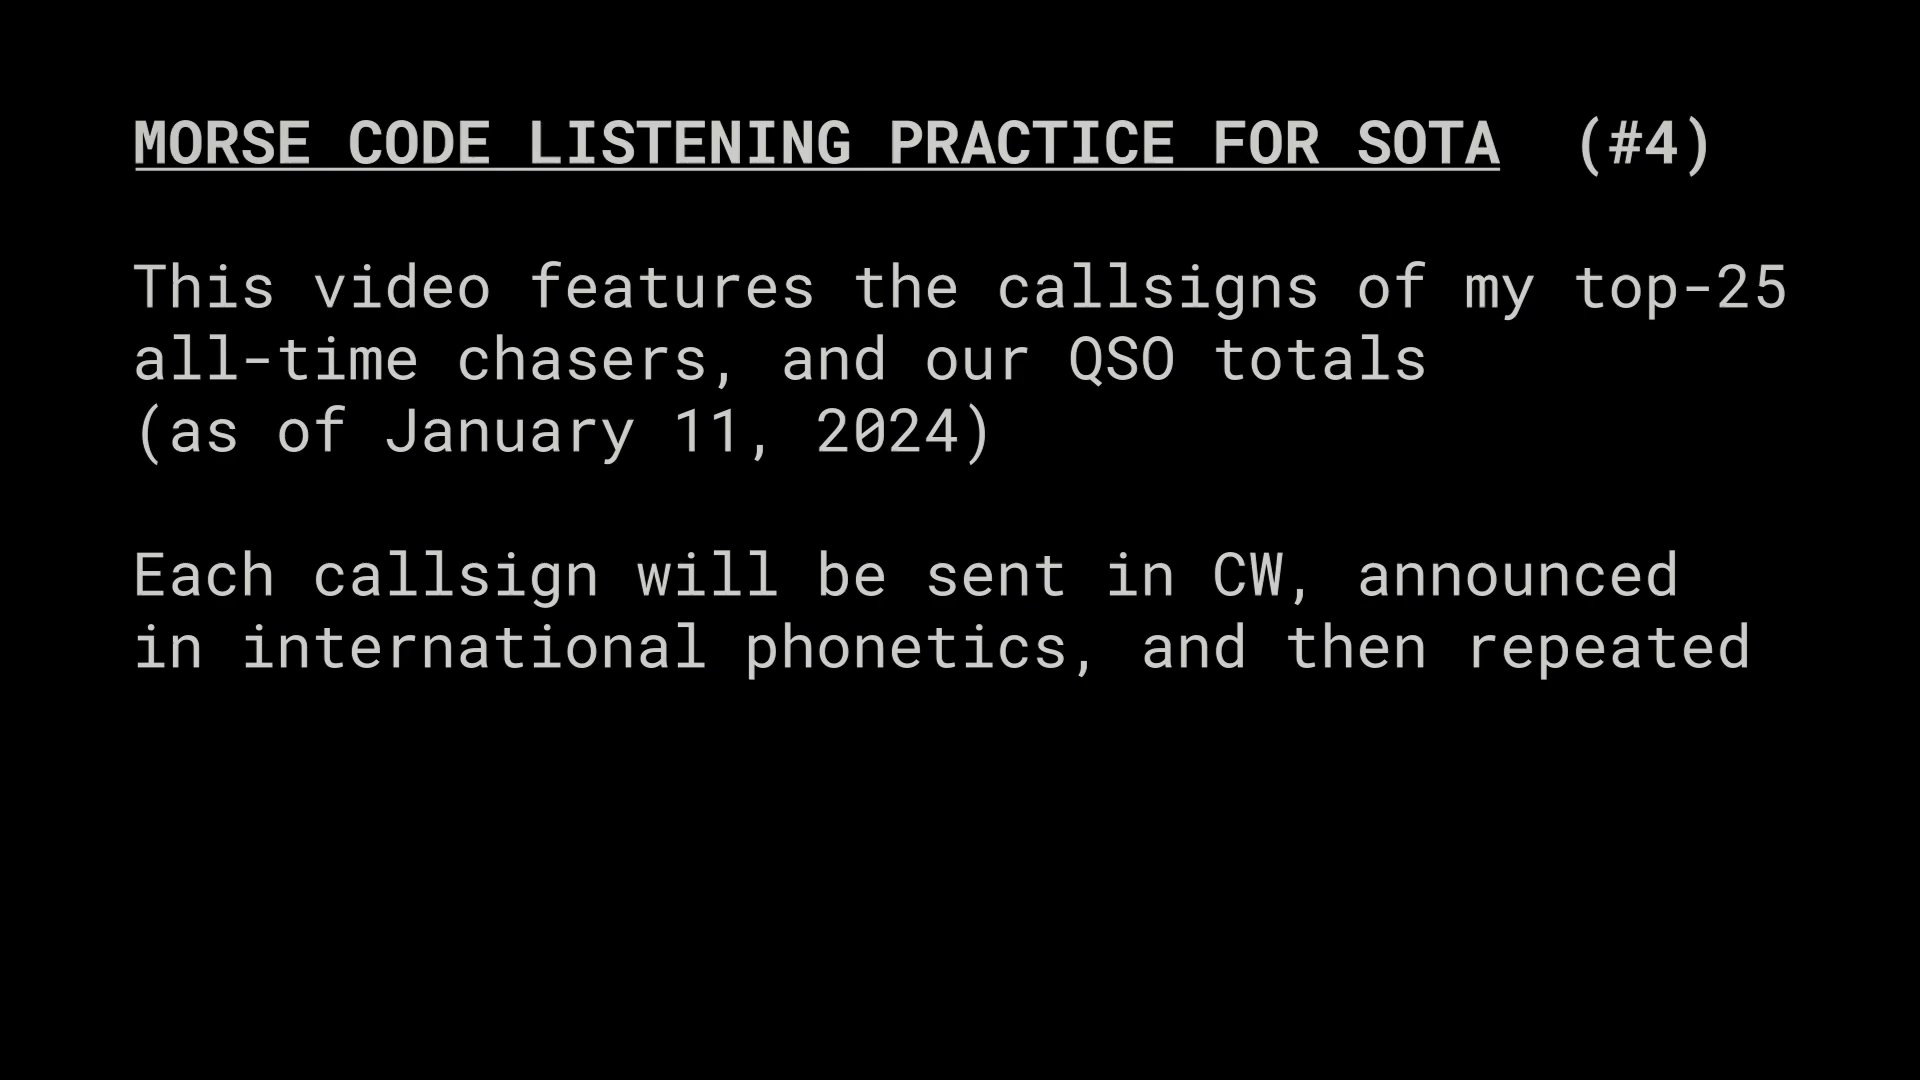 MORSE CODE LISTENING PRACTICE FOR SOTA (#4)
This video features the callsigns of my top-25
all-time chasers, and our QSO totals
(as of January 11, 2024)
Each callsign will be sent in CW, announced
in international phonetics, and then repeated